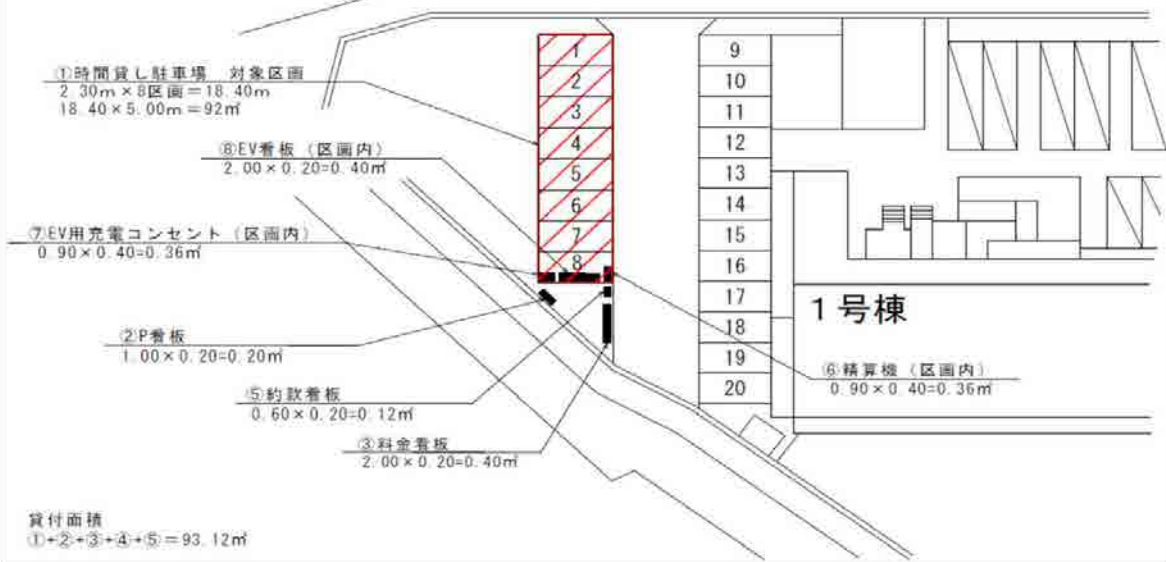 ①時間貸し駐車場　対象区画
2.30m×8区画=18.40m
18.40×5.00m=92㎡
⑧EV看板（区画内）
2.00×0.20=0.40㎡
⑦EV用充電コンセント（区画内）
0.90×0.40=0.36㎡
②P看板
1.00×0.20=0.20㎡
⑤約款看板
0.60×0.20=0.12㎡
③料金看板
2.00×0.20=0.40㎡
貸付面積
①+②+③+④+⑤=93.12㎡
1
2
3
4
5
6
7
8
9
10
11
12
13
14
15
16
17
18
19
20
1号棟
⑥精算機（区画内）
0.90×0.40=0.36㎡